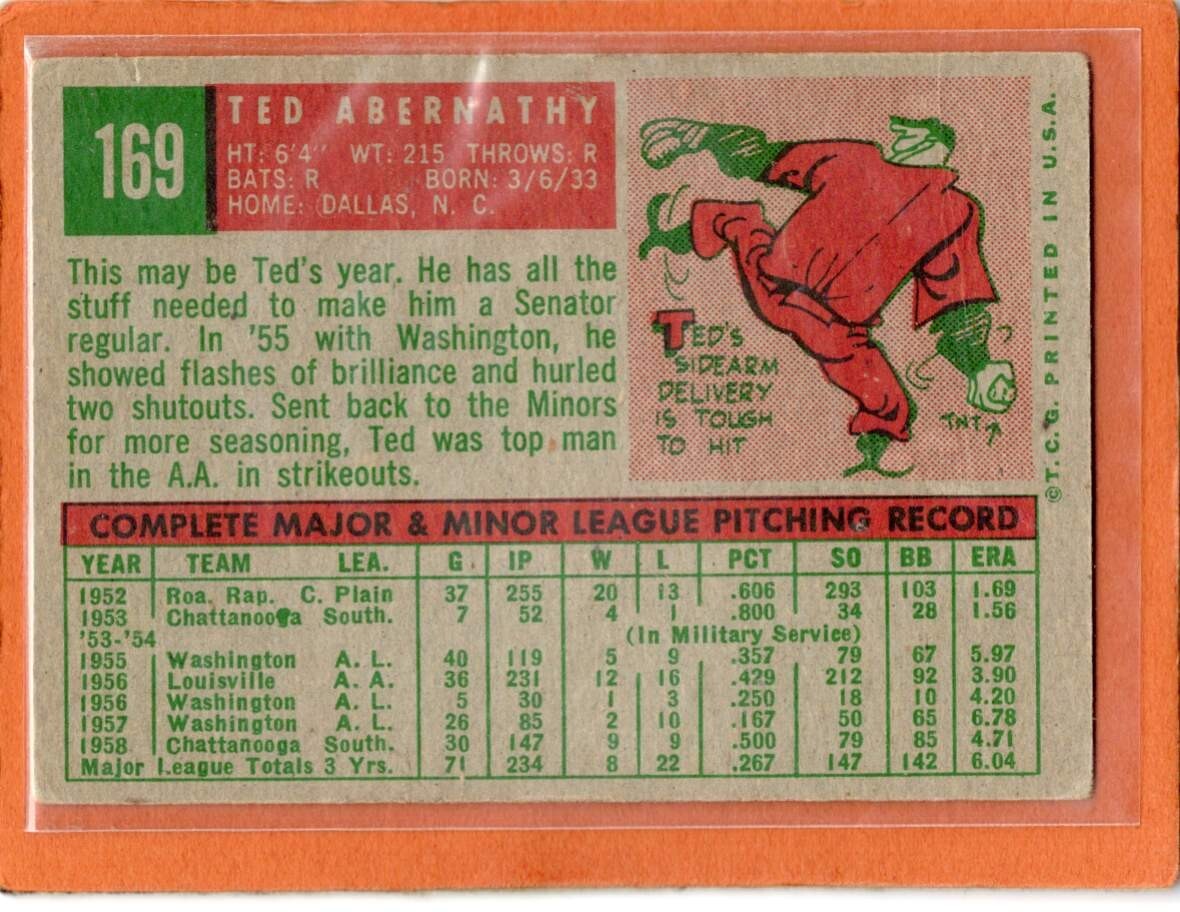 169
TED ABERNATHY
HT: 6'4" WT: 215 THROWS: R
BATS: R BORN: 3/6/33
HOME: DALLAS, N. C.
This may be Ted's year. He has all the
stuff needed to make him a Senator
regular. In '55 with Washington, he
showed flashes of brilliance and hurled
two shutouts. Sent back to the Minors
for more seasoning, Ted was top man
in the A.A. in strikeouts.
TED'S
SIDEARM
DELIVERY
IS TOUGH
TO HIT
TNT
©T. C. G. PRINTED IN U.S.A.
COMPLETE MAJOR & MINOR LEAGUE PITCHING RECORD
YEAR TEAM LEA. G IP W L PCT SO BB ERA
1952 Roa. Rap. C. Plain 37 255 20 13 .606 293 103 1.69
1953 Chattanooga South. 7 52 4 1 .800 34 28 1.56
'53-'54 (In Military Service)
1955 Washington A. L. 40 119 5 9 .357 79 67 5.97
1956 Louisville A. A. 36 231 12 16 .429 212 92 3.90
1956 Washington A. L. 5 30 1 3 .250 18 10 4.20
1957 Washington A. L. 26 85 2 10 .167 50 65 6.78
1958 Chattanooga South. 30 147 9 9 .500 79 85 4.71
Major League Totals 3 Yrs. 71 234 8 22 .267 147 142 6.04